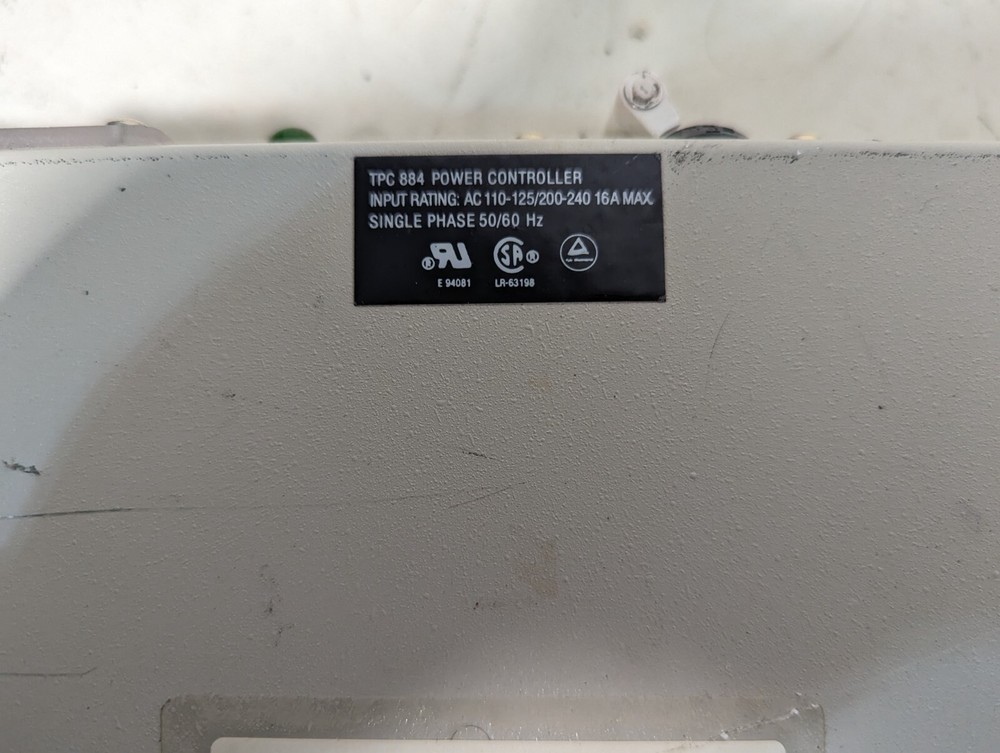 TPC 884 POWER CONTROLLER
INPUT RATING: AC 110-125/200-240 16A MAX
SINGLE PHASE 50/60 Hz
E 94081 LR-63198